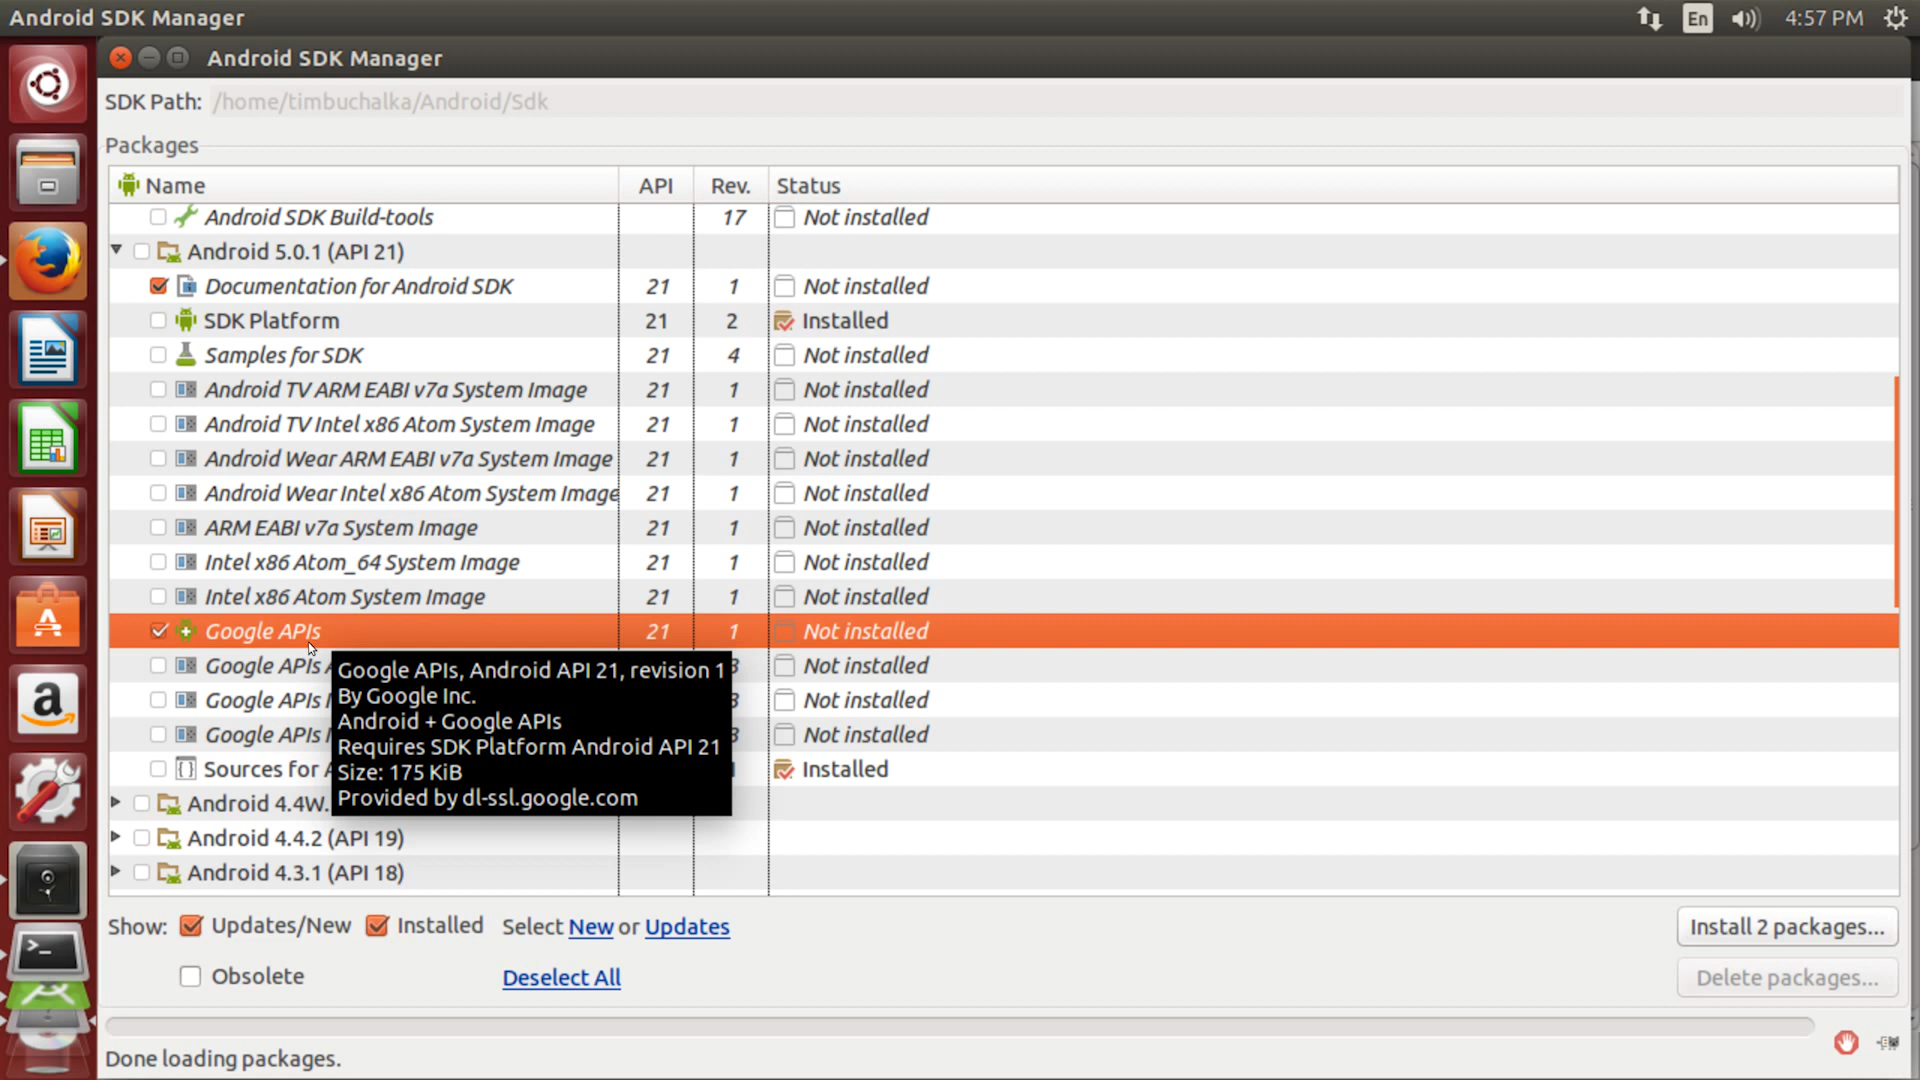 Android SDK Manager
En
4:57 PM
Android SDK Manager
SDK Path: /home/timbuchalka/Android/Sdk
Packages
Name API Rev. Status
Android SDK Build-tools 17 Not installed
Android 5.0.1 (API 21)
Documentation for Android SDK 21 1 Not installed
SDK Platform 21 2 Installed
Samples for SDK 21 4 Not installed
Android TV ARM EABI v7a System Image 21 1 Not installed
Android TV Intel x86 Atom System Image 21 1 Not installed
Android Wear ARM EABI v7a System Image 21 1 Not installed
Android Wear Intel x86 Atom System Image 21 1 Not installed
ARM EABI v7a System Image 21 1 Not installed
Intel x86 Atom_64 System Image 21 1 Not installed
Intel x86 Atom System Image 21 1 Not installed
Google APIs 21 1 Not installed
Google APIs Not installed
Google APIs Not installed
Google APIs Not installed
Sources for Installed
Google APIs, Android API 21, revision 1
By Google Inc.
Android + Google APIs
Requires SDK Platform Android API 21
Size: 175 KiB
Provided by dl-ssl.google.com
Android 4.4W.
Android 4.4.2 (API 19)
Android 4.3.1 (API 18)
Show: Updates/New Installed Select New or Updates
Install 2 packages...
Obsolete Deselect All
Delete packages...
Done loading packages.